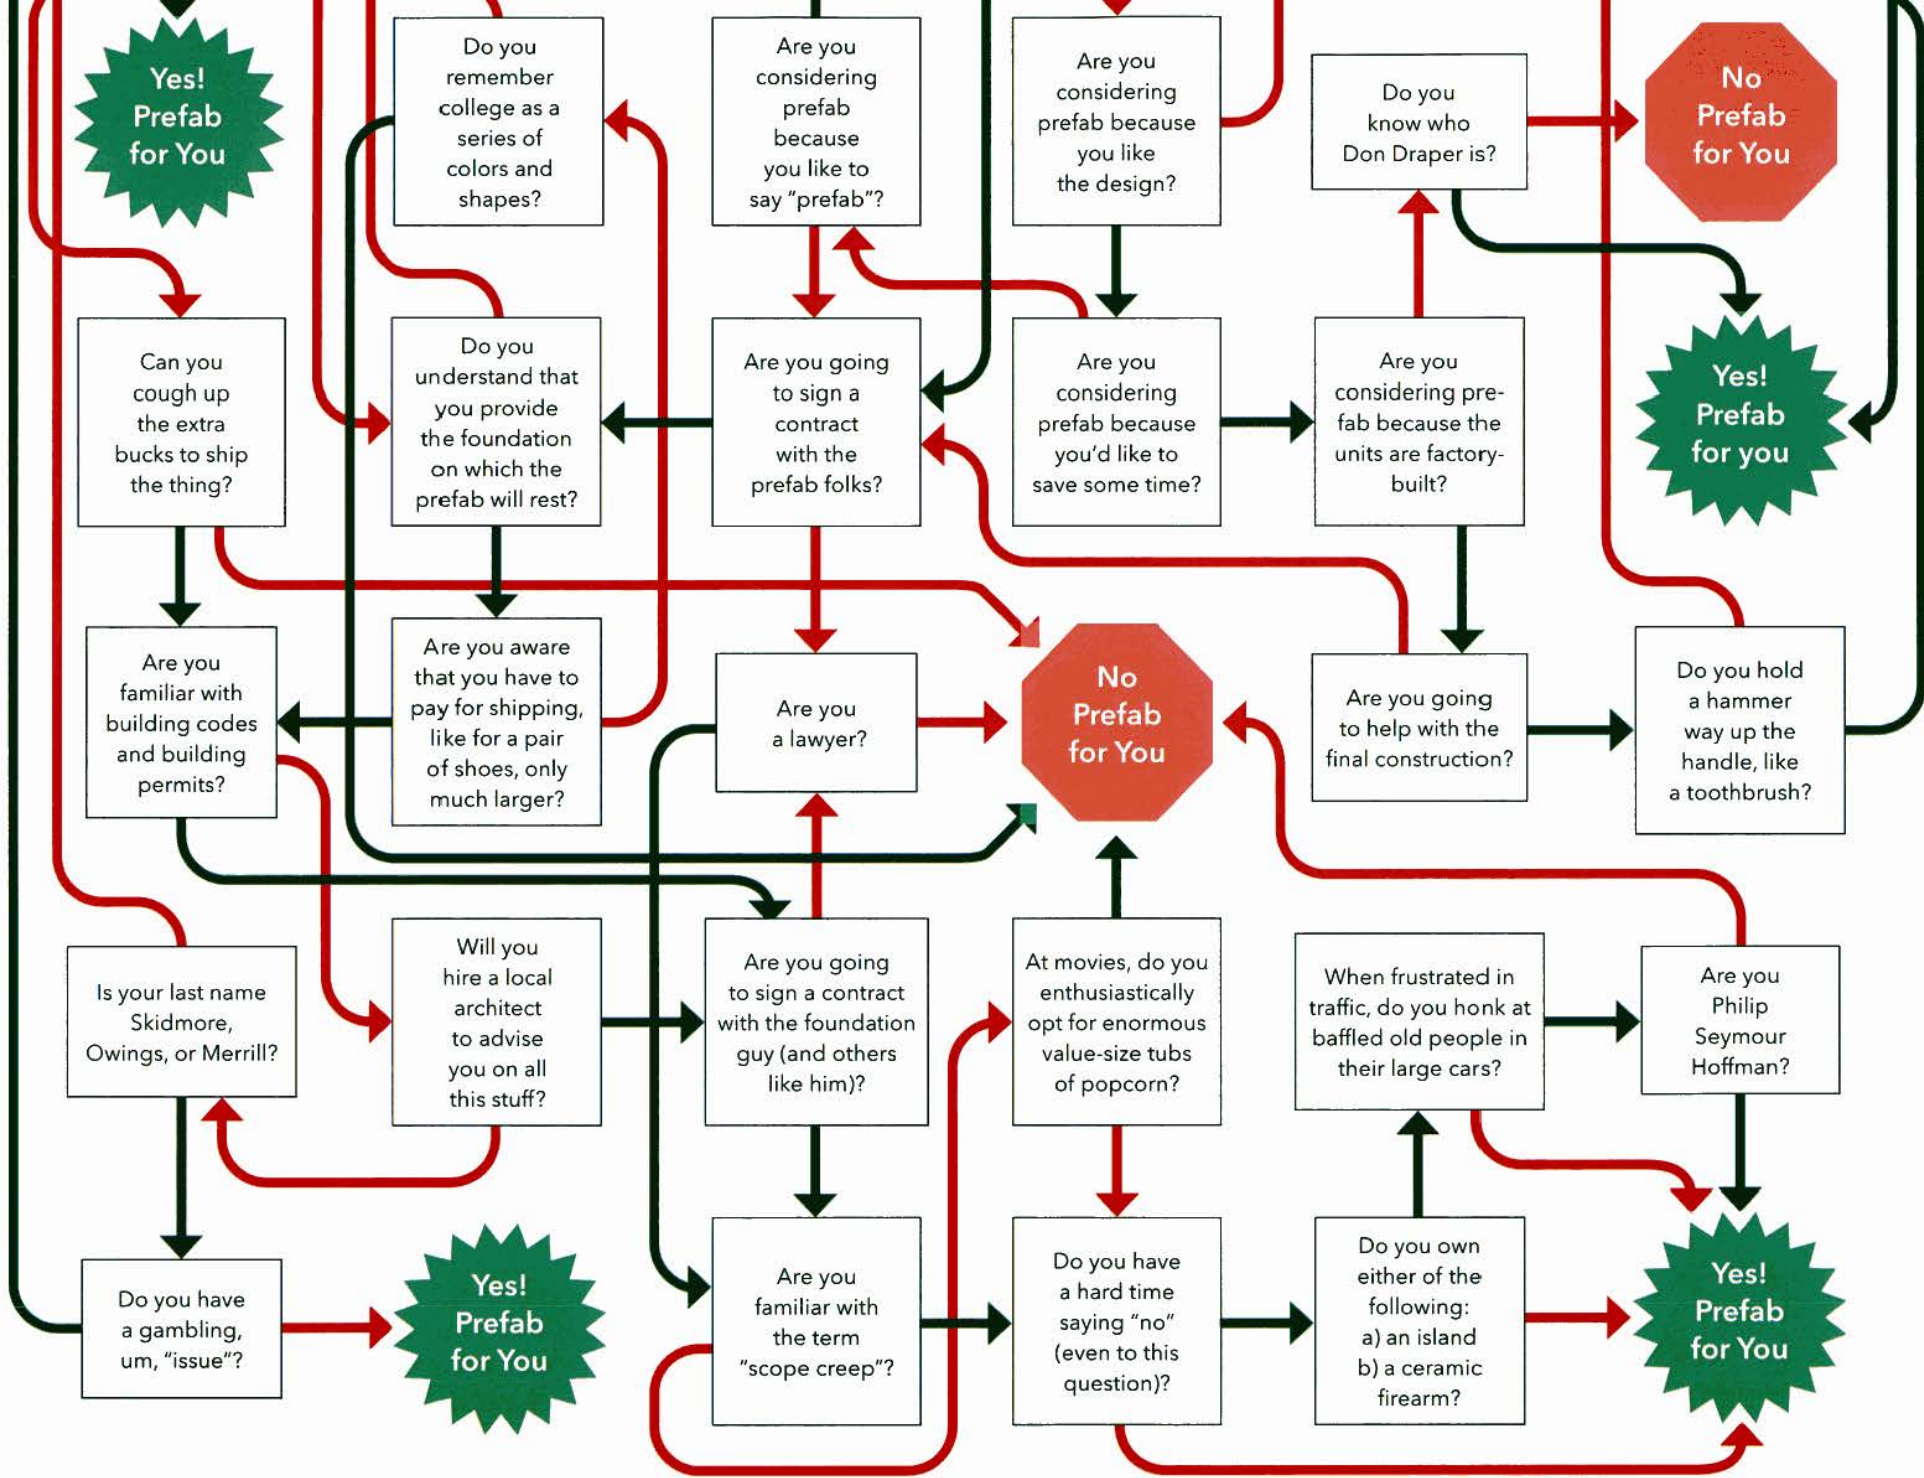 Yes!
Prefab
for You
Do you
remember
college as a
series of
colors and
shapes?
Are you
considering
prefab
because
you like to
say "prefab"?
Are you
considering
prefab because
you like
the design?
Do you
know who
Don Draper is?
No
Prefab
for You
Can you
cough up
the extra
bucks to ship
the thing?
Do you
understand that
you provide
the foundation
on which the
prefab will rest?
Are you going
to sign a
contract
with the
prefab folks?
Are you
considering
prefab because
you'd like to
save some time?
Are you
considering pre-
fab because the
units are factory-
built?
Yes!
Prefab
for you
Are you
familiar with
building codes
and building
permits?
Are you aware
that you have to
pay for shipping,
like for a pair
of shoes, only
much larger?
Are you
a lawyer?
No
Prefab
for You
Are you going
to help with the
final construction?
Do you hold
a hammer
way up the
handle, like
a toothbrush?
Is your last name
Skidmore,
Owings, or Merrill?
Will you
hire a local
architect
to advise
you on all
this stuff?
Are you going
to sign a contract
with the foundation
guy (and others
like him)?
At movies, do you
enthusiastically
opt for enormous
value-size tubs
of popcorn?
When frustrated in
traffic, do you honk at
baffled old people in
their large cars?
Are you
Philip
Seymour
Hoffman?
Do you have
a gambling,
um, "issue"?
Yes!
Prefab
for You
Are you
familiar with
the term
"scope creep"?
Do you have
a hard time
saying "no"
(even to this
question)?
Do you own
either of the
following:
a) an island
b) a ceramic
firearm?
Yes!
Prefab
for You